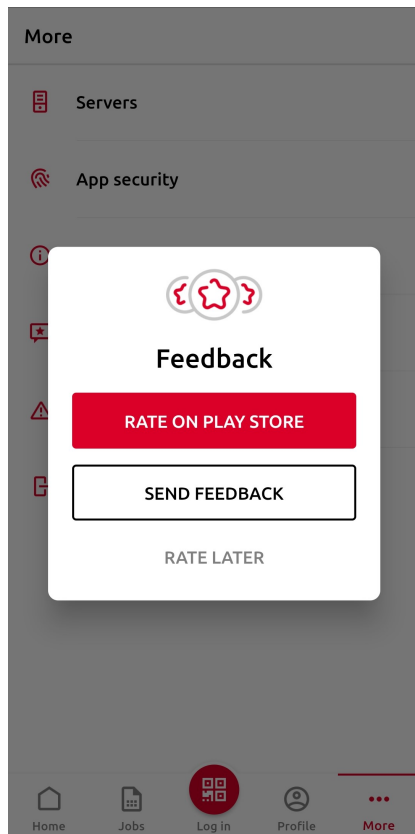 More
Servers
App security
Feedback
RATE ON PLAY STORE
SEND FEEDBACK
RATE LATER
Home
Jobs
Log in
Profile
More